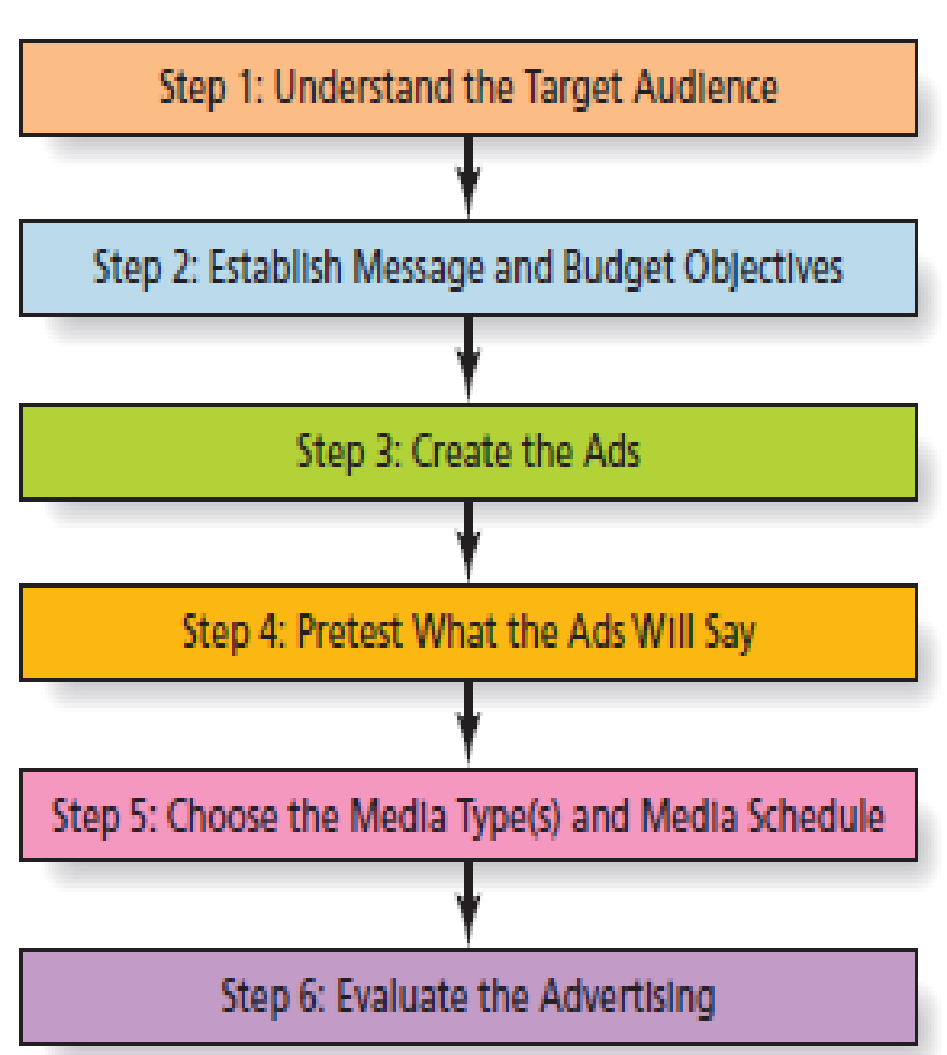 Step 1: Understand the Target Audience
Step 2: Establish Message and Budget Objectives
Step 3: Create the Ads
Step 4: Pretest What the Ads Will Say
Step 5: Choose the Media Type(s) and Media Schedule
Step 6: Evaluate the Advertising